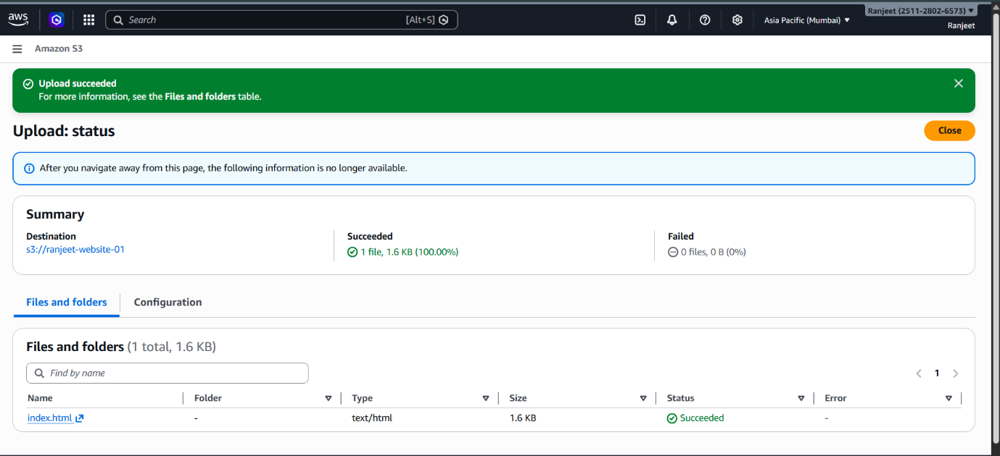 aws
Search
[Alt+S]
Asia Pacific (Mumbai)
Ranjeet (2511-2802-6573)
Ranjeet
Amazon S3
Upload succeeded
For more information, see the Files and folders table.
Upload: status
Close
After you navigate away from this page, the following information is no longer available.
Summary
Destination
s3://ranjeet-website-01
Succeeded
1 file, 1.6 KB (100.00%)
Failed
0 files, 0 B (0%)
Files and folders
Configuration
Files and folders (1 total, 1.6 KB)
Find by name
1
Name Folder Type Size Status Error
index.html - text/html 1.6 KB Succeeded -